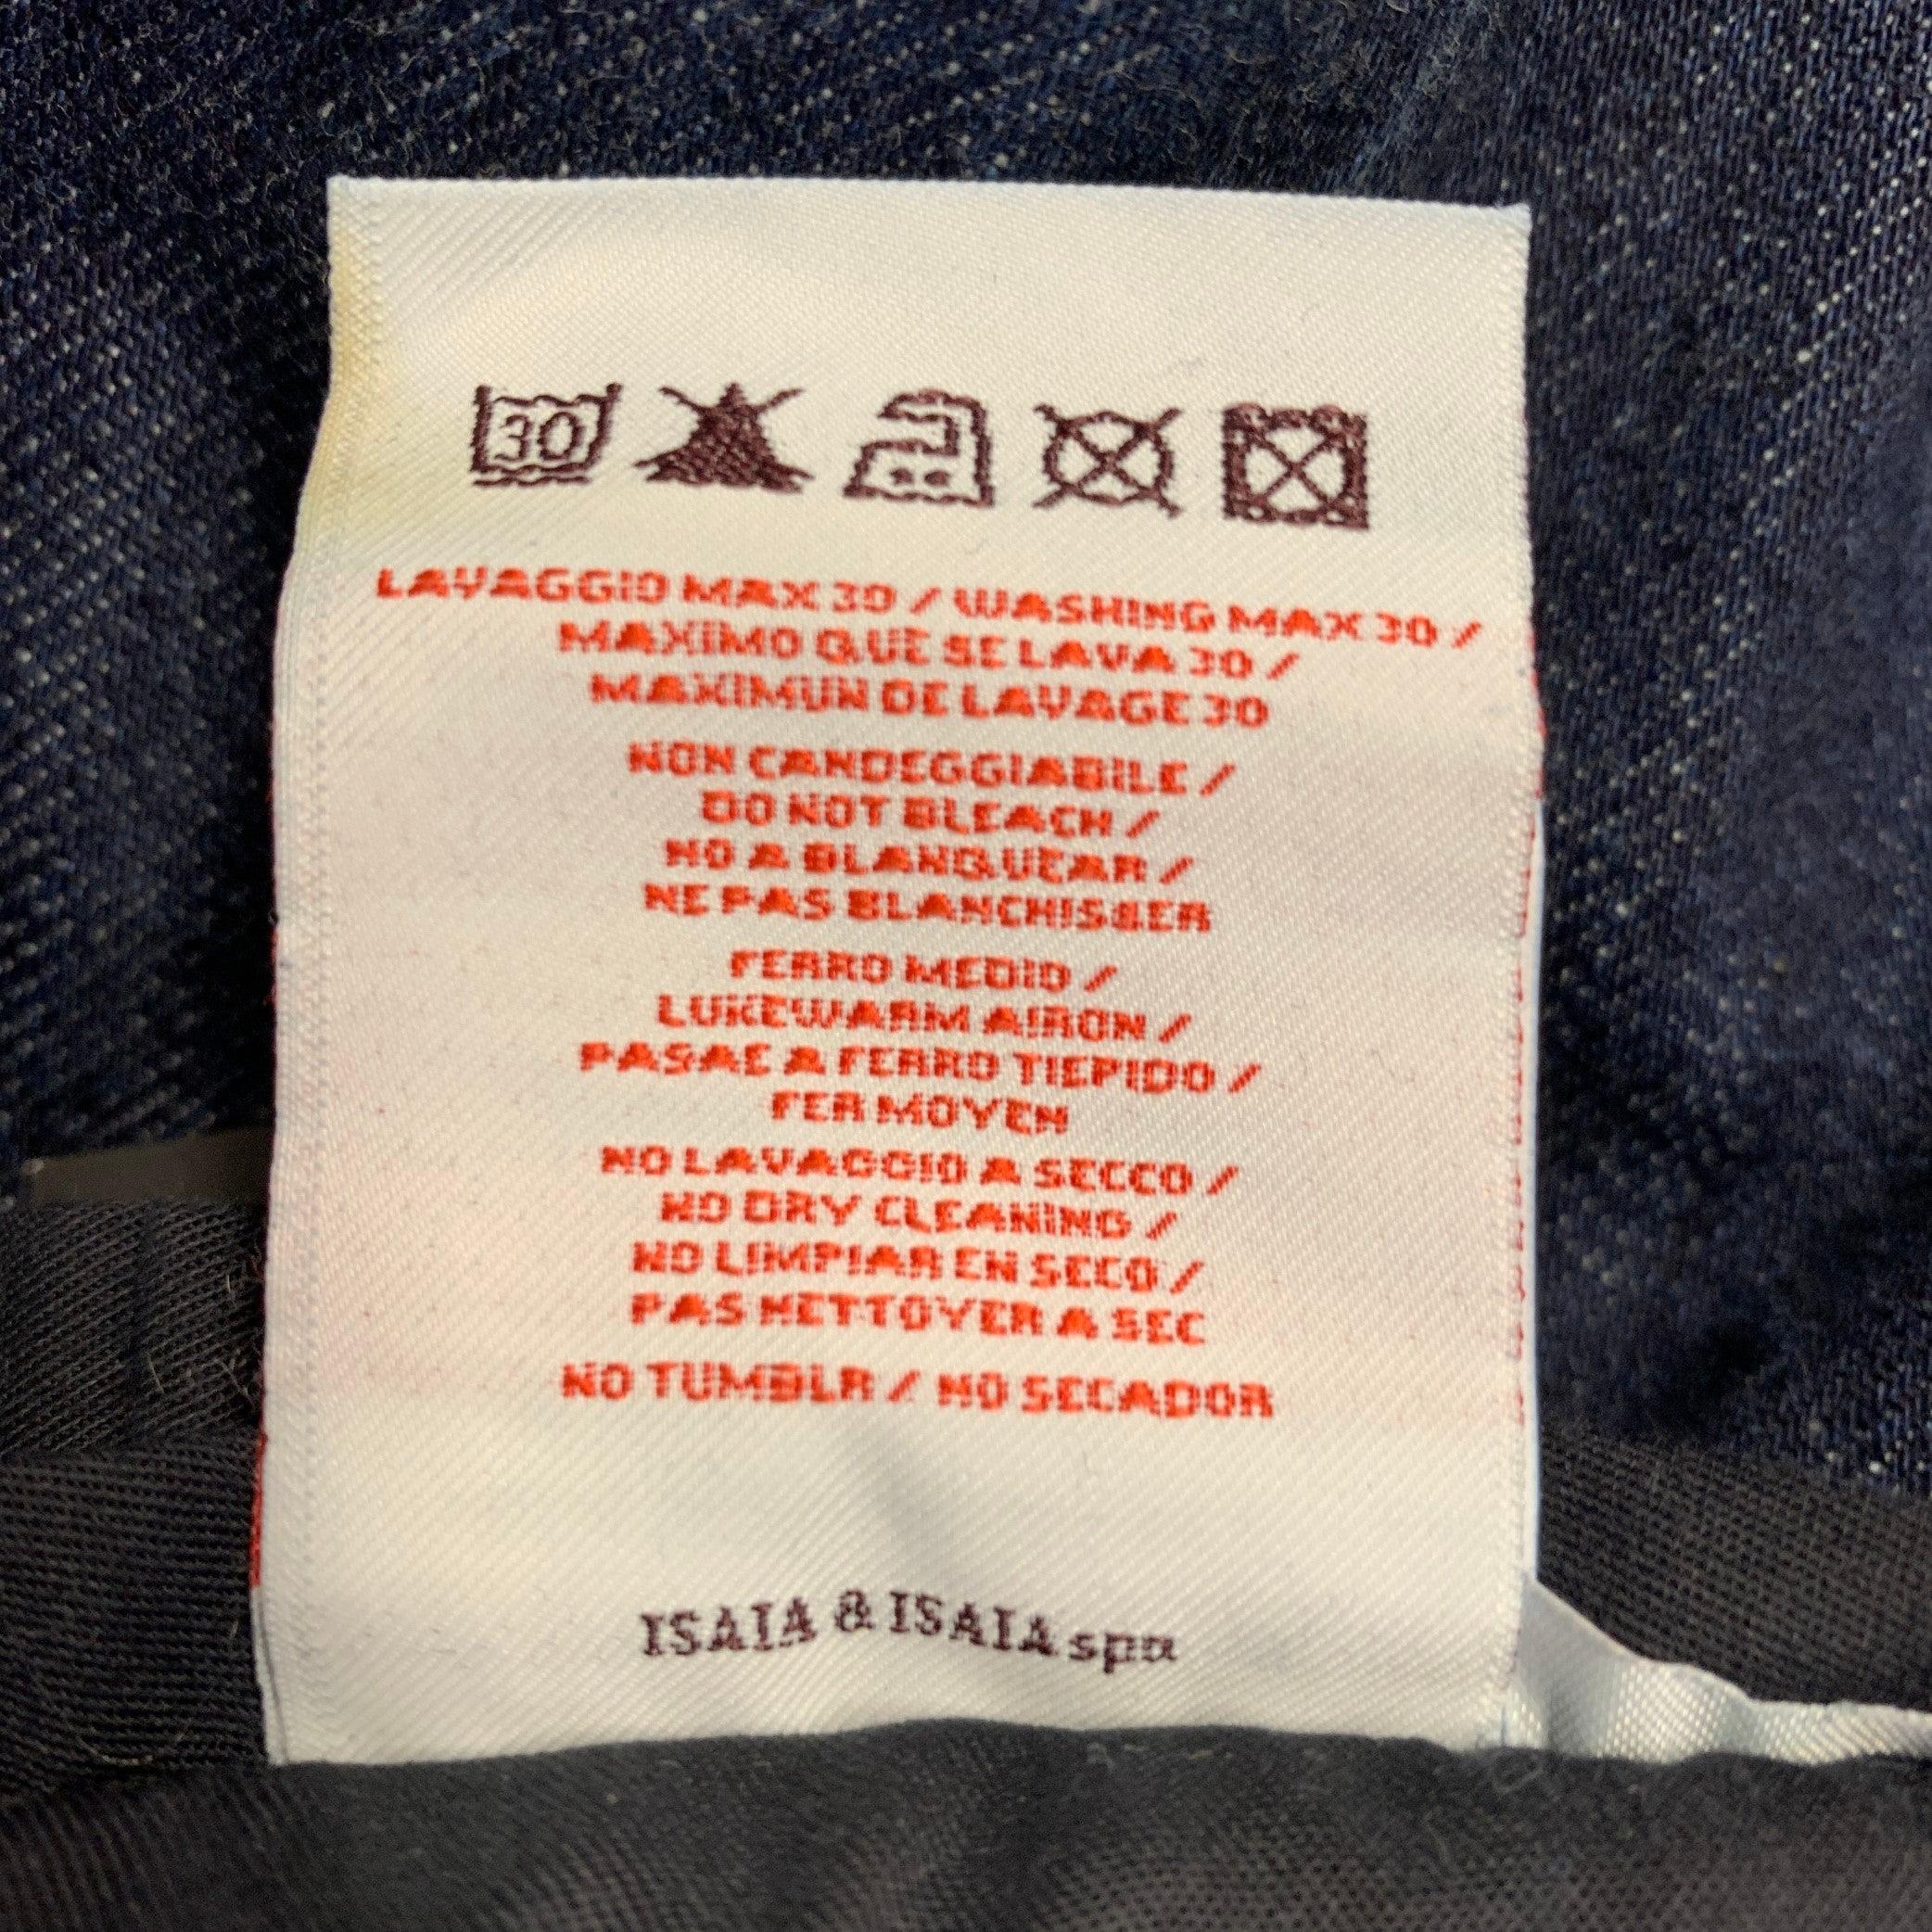 30
LAVAGGIO MAX 30 / WASHING MAX 30 /
MAXIMO QUE SE LAVA 30 /
MAXIMUN DE LAVAGE 30
NON CANDEGGIABILE /
DO NOT BLEACH /
NO A BLANQUEAR /
NE PAS BLANCHISSER
FERRO MEDIO /
LUKEWARM AIRON /
PASAE A FERRO TIEPIDO /
FER MOYEN
NO LAVAGGIO A SECCO /
NO DRY CLEANING /
NO LIMPIAR EN SECO /
PAS NETTOYER A SEC
NO TUMBLR / NO SECADOR
ISAIA & ISAIA spa